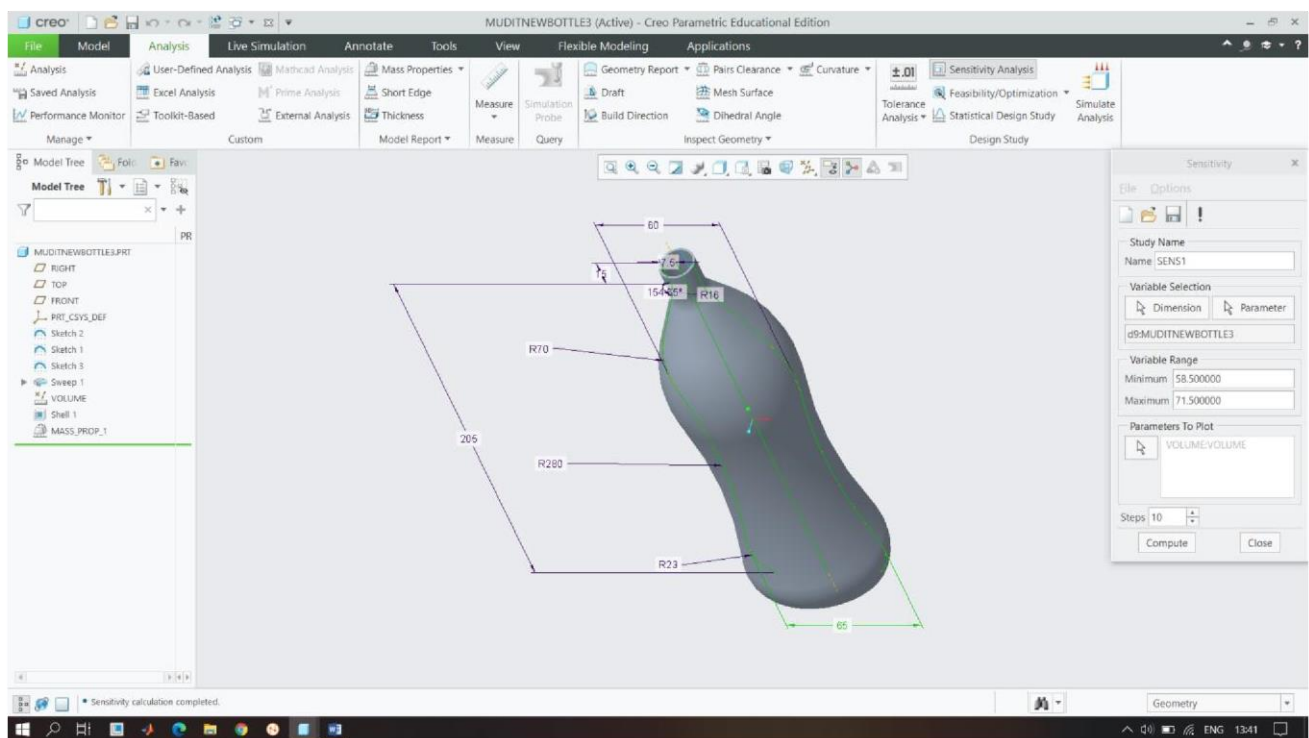 creo
MUDITNEWBOTTLE3 (Active) - Creo Parametric Educational Edition
File Model Analysis Live Simulation Annotate Tools View Flexible Modeling Applications
Analysis User-Defined Analysis Mathcad Analysis Mass Properties Geometry Report Pairs Clearance Curvature Sensitivity Analysis
Saved Analysis Excel Analysis Prime Analysis Short Edge Draft Mesh Surface Feasibility/Optimization
Performance Monitor Toolkit-Based External Analysis Thickness Build Direction Dihedral Angle Statistical Design Study
Measure
Simulation Probe
±.01
Tolerance Analysis
Simulate Analysis
Manage Custom Model Report Measure Query Inspect Geometry Design Study
Model Tree Fol Fav
Model Tree
PR
MUDITNEWBOTTLE3.PRT
RIGHT
TOP
FRONT
PRT_CSYS_DEF
Sketch 2
Sketch 1
Sketch 3
Sweep 1
VOLUME
Shell 1
MASS_PROP_1
60
7.5
15
R16
R70
205
R280
R23
65
Sensitivity
File Options
Study Name
Name SENS1
Variable Selection
Dimension Parameter
d9:MUDITNEWBOTTLE3
Variable Range
Minimum 58.500000
Maximum 71.500000
Parameters To Plot
VOLUME:VOLUME
Steps 10
Compute Close
• Sensitivity calculation completed.
Geometry
ENG 13:41